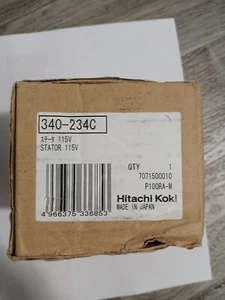 340-234C
ｽﾃｰﾀ 115V
STATOR 115V
QTY 1
7071500010
P100RA-M
Hitachi Koki
MADE IN JAPAN
4 966375 336853